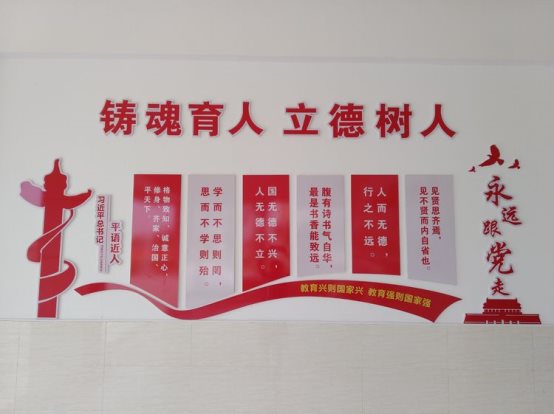 铸魂育人 立德树人
习近平总书记
平语近人
格物致知，诚意正心，
修身、齐家、治国、
平天下。
学而不思则罔，
思而不学则殆。
国无德不兴，
人无德不立。
腹有诗书气自华，
最是书香能致远。
人而无德，
行之不远。
见贤思齐焉，
见不贤而内自省也。
永远跟党走
教育兴则国家兴 教育强则国家强